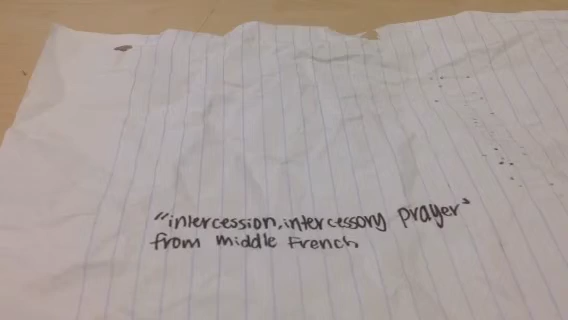 "intercession, intercessory prayer"
from middle French